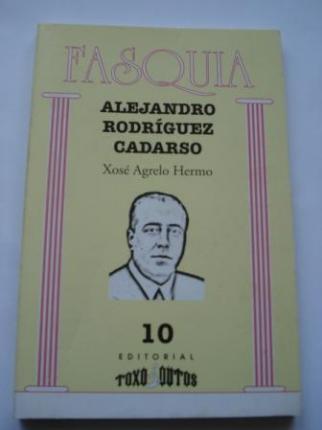 FASQUIA
ALEJANDRO
RODRÍGUEZ
CADARSO
Xosé Agrelo Hermo
10
EDITORIAL
TOXOSOUTOS